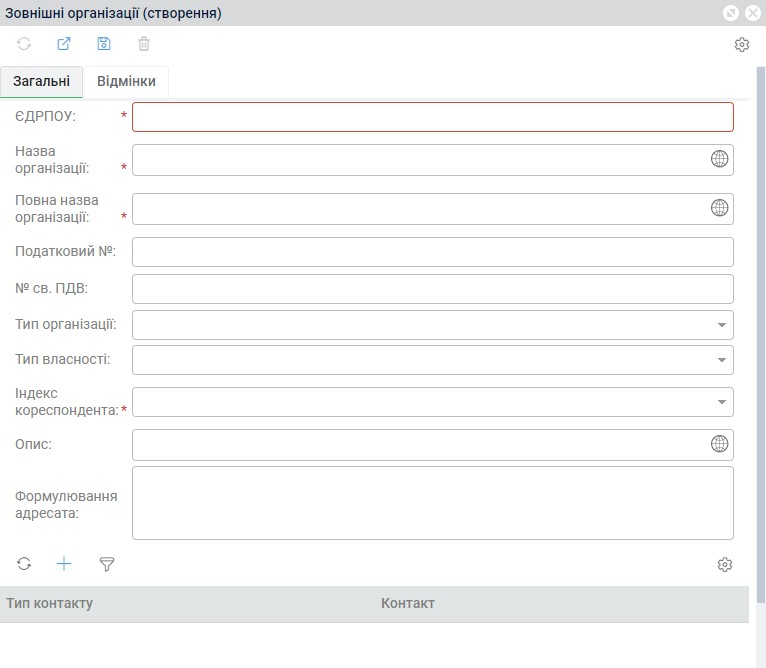 Зовнішні організації (створення)
Загальні Відмінки
ЄДРПОУ: *
Назва
організації: *
Повна назва
організації: *
Податковий №:
№ св. ПДВ:
Тип організації:
Тип власності:
Індекс
кореспондента: *
Опис:
Формулювання
адресата:
Тип контакту Контакт